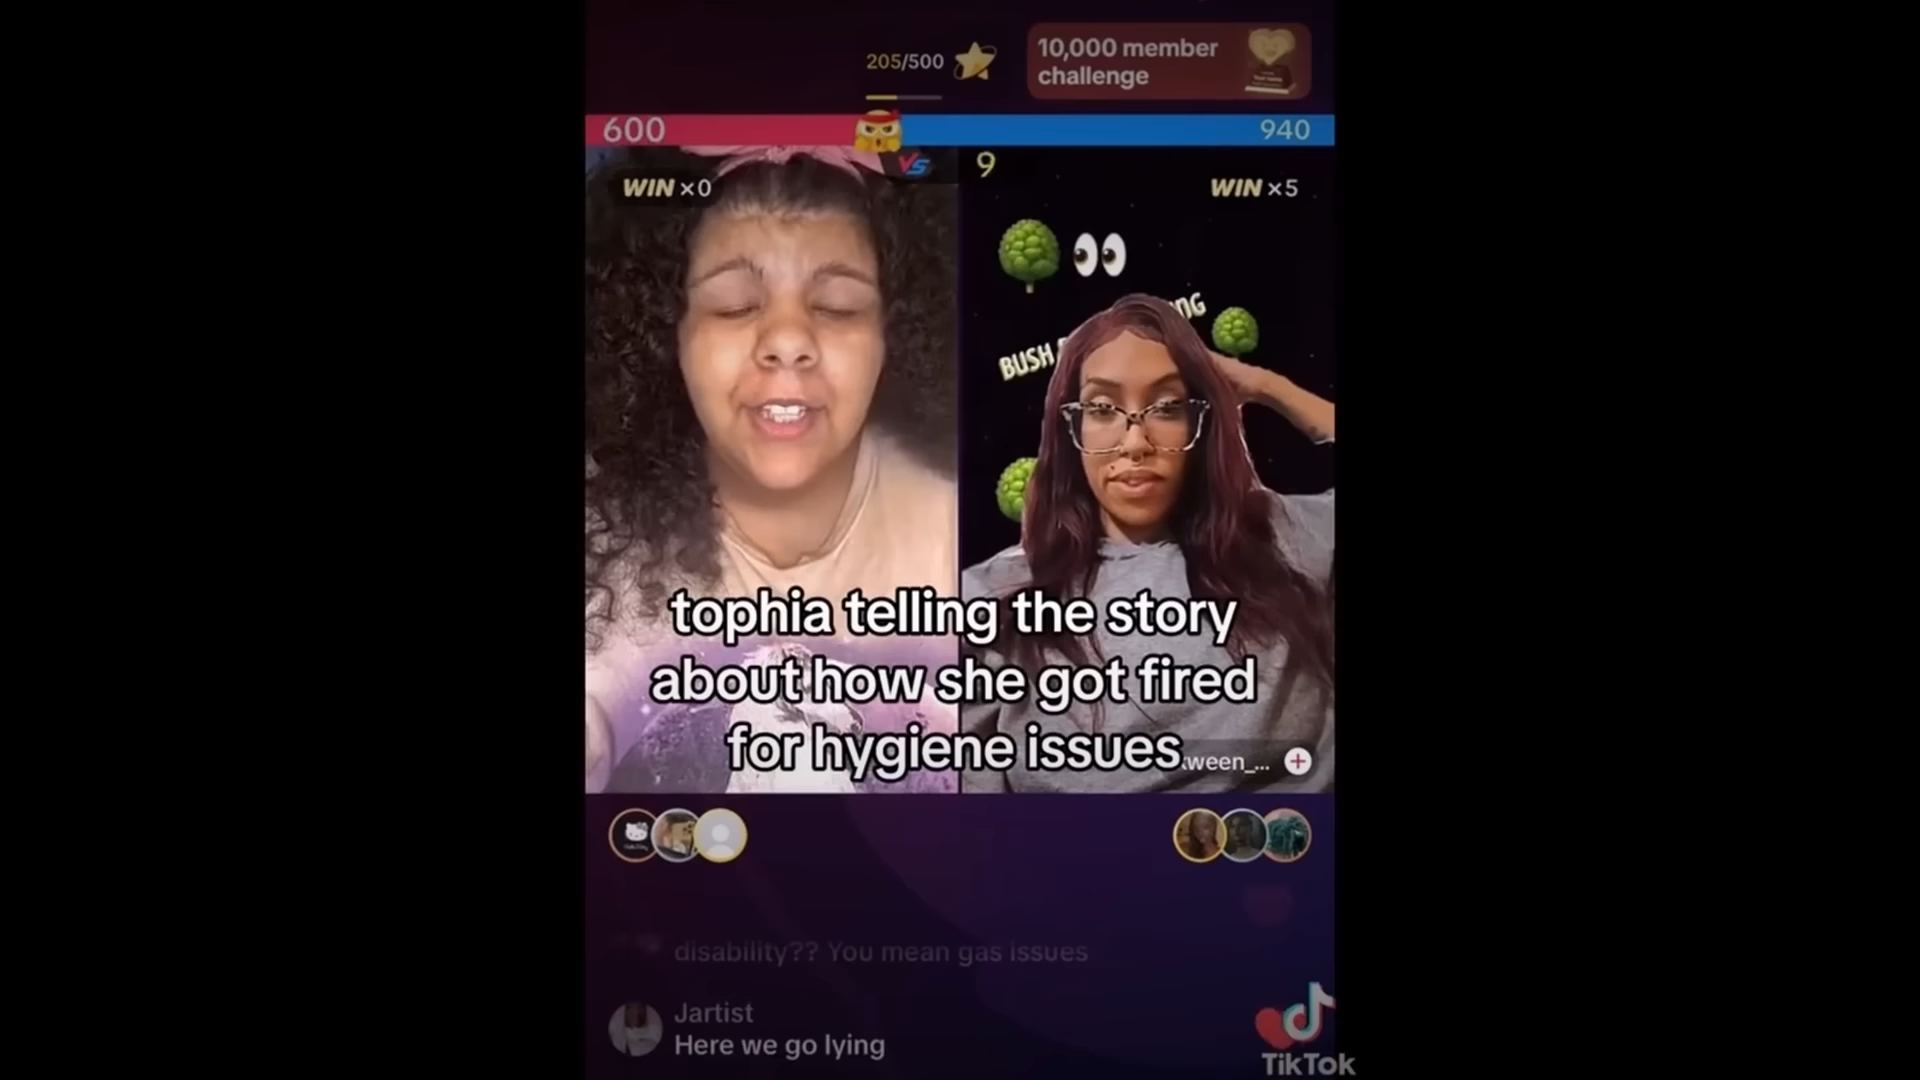 205/500
10,000 member
challenge
600
940
VS
9
WIN ×0
WIN ×5
BUSH
tophia telling the story
about how she got fired
for hygiene issues
disability?? You mean gas issues
Jartist
Here we go lying
TikTok